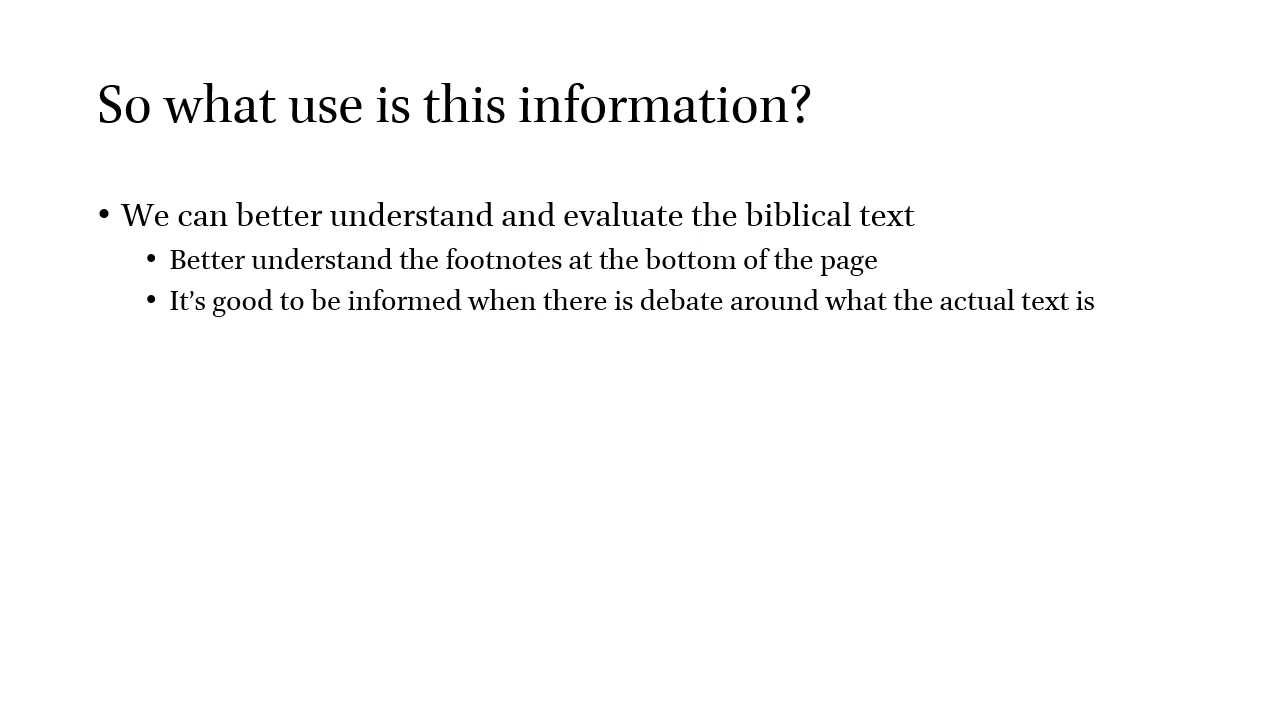 So what use is this information?
• We can better understand and evaluate the biblical text
• Better understand the footnotes at the bottom of the page
• It’s good to be informed when there is debate around what the actual text is